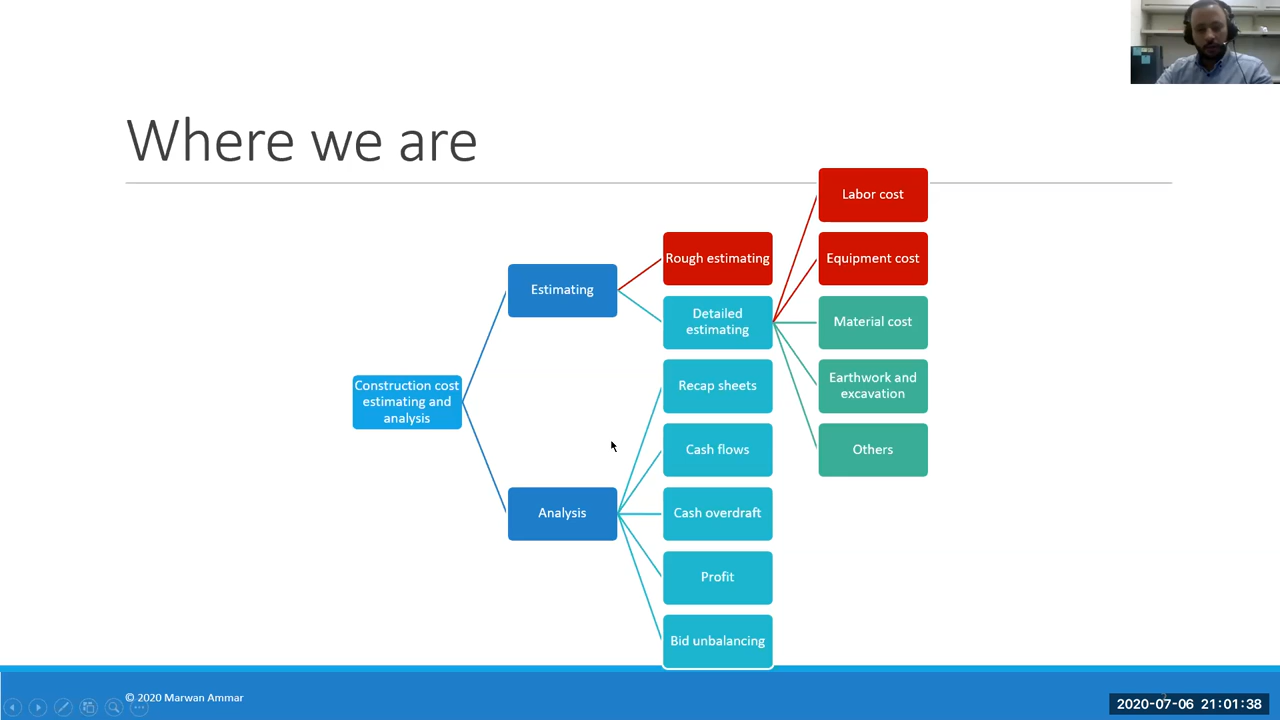 Where we are
Labor cost
Rough estimating
Equipment cost
Estimating
Detailed
estimating
Material cost
Construction cost
estimating and
analysis
Recap sheets
Earthwork and
excavation
Cash flows
Others
Analysis
Cash overdraft
Profit
Bid unbalancing
© 2020 Marwan Ammar
2020-07-06 21:01:38